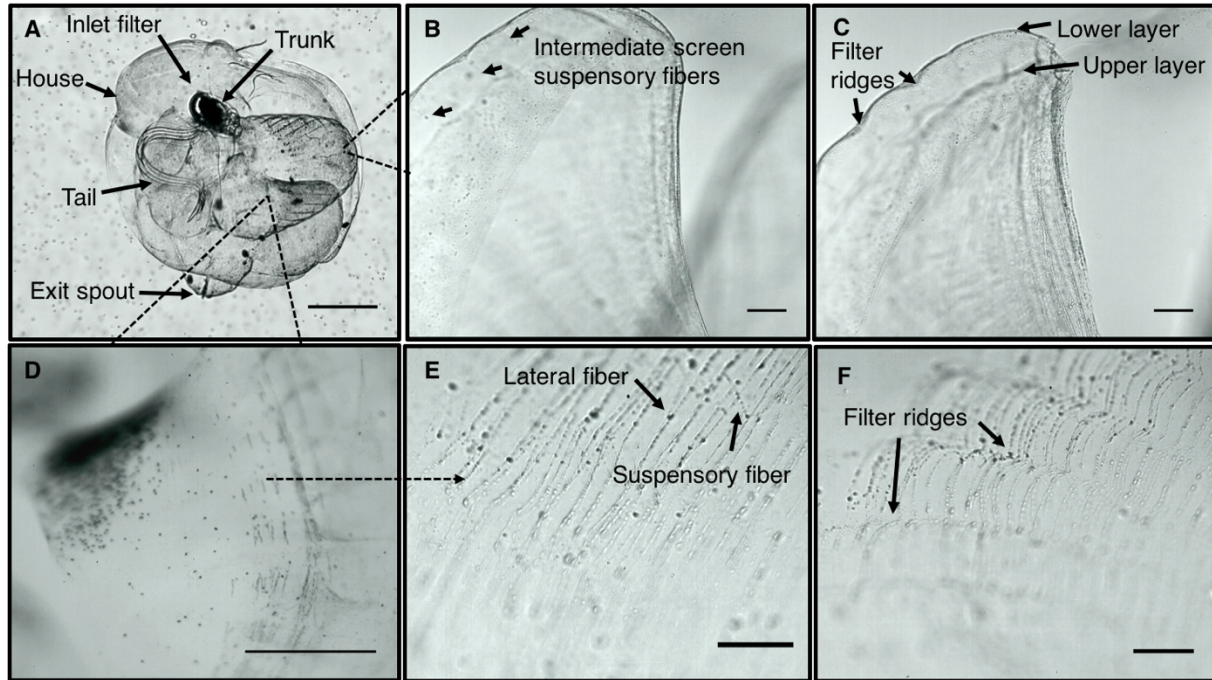 A
Inlet filter
Trunk
House
Tail
Exit spout
B
Intermediate screen
suspensory fibers
C
Lower layer
Filter
ridges
Upper layer
D
E
Lateral fiber
Suspensory fiber
F
Filter ridges